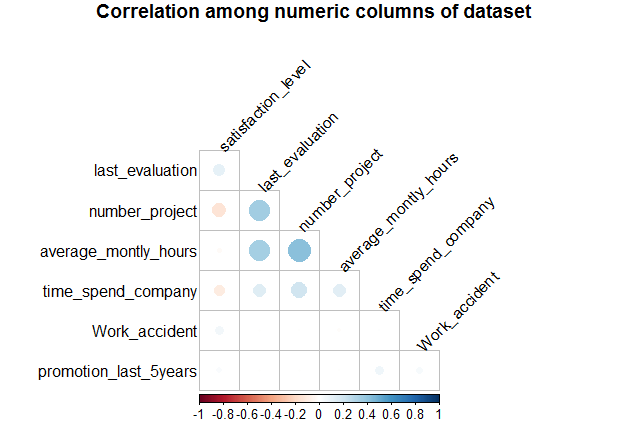 Correlation among numeric columns of dataset
satisfaction_level
last_evaluation
last_evaluation
number_project
number_project
average_montly_hours
average_montly_hours
time_spend_company
time_spend_company
Work_accident
Work_accident
promotion_last_5years
-1 -0.8 -0.6 -0.4 -0.2 0 0.2 0.4 0.6 0.8 1